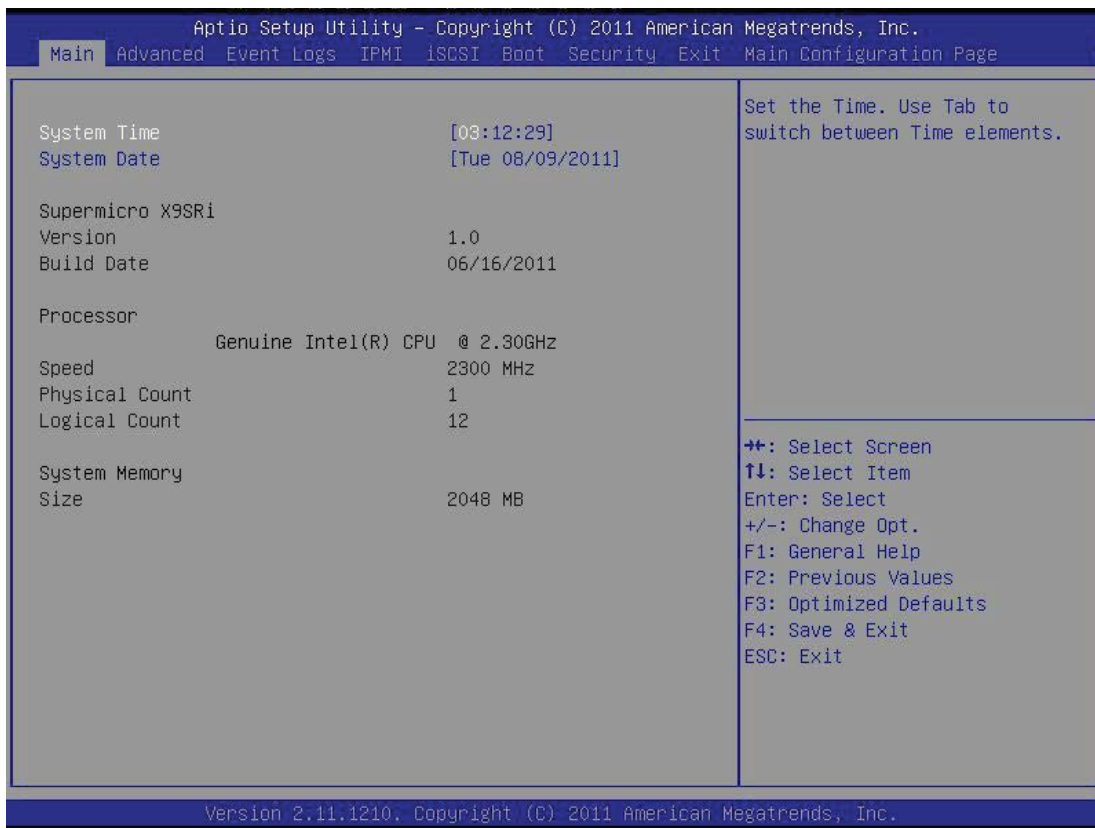 Aptio Setup Utility - Copyright (C) 2011 American Megatrends, Inc.
Main Advanced Event Logs IPMI iSCSI Boot Security Exit Main Configuration Page
System Time [03:12:29]
System Date [Tue 08/09/2011]
Supermicro X9SRi
Version 1.0
Build Date 06/16/2011
Processor
Genuine Intel(R) CPU @ 2.30GHz
Speed 2300 MHz
Physical Count 1
Logical Count 12
System Memory
Size 2048 MB
Set the Time. Use Tab to
switch between Time elements.
→←: Select Screen
↑↓: Select Item
Enter: Select
+/-: Change Opt.
F1: General Help
F2: Previous Values
F3: Optimized Defaults
F4: Save & Exit
ESC: Exit
Version 2.11.1210. Copyright (C) 2011 American Megatrends, Inc.